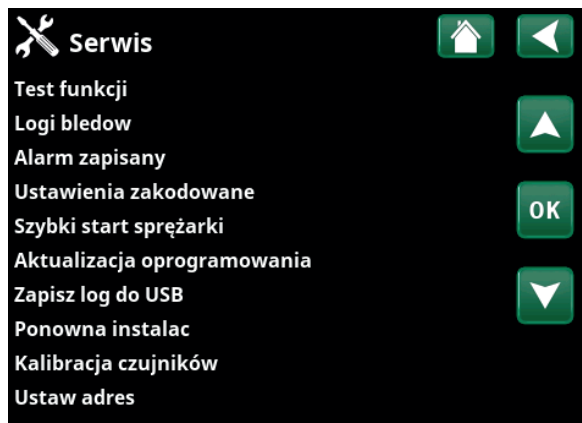 Serwis
Test funkcji
Logi bledow
Alarm zapisany
Ustawienia zakodowane
OK
Szybki start sprężarki
Aktualizacja oprogramowania
Zapisz log do USB
Ponowna instalac
Kalibracja czujników
Ustaw adres